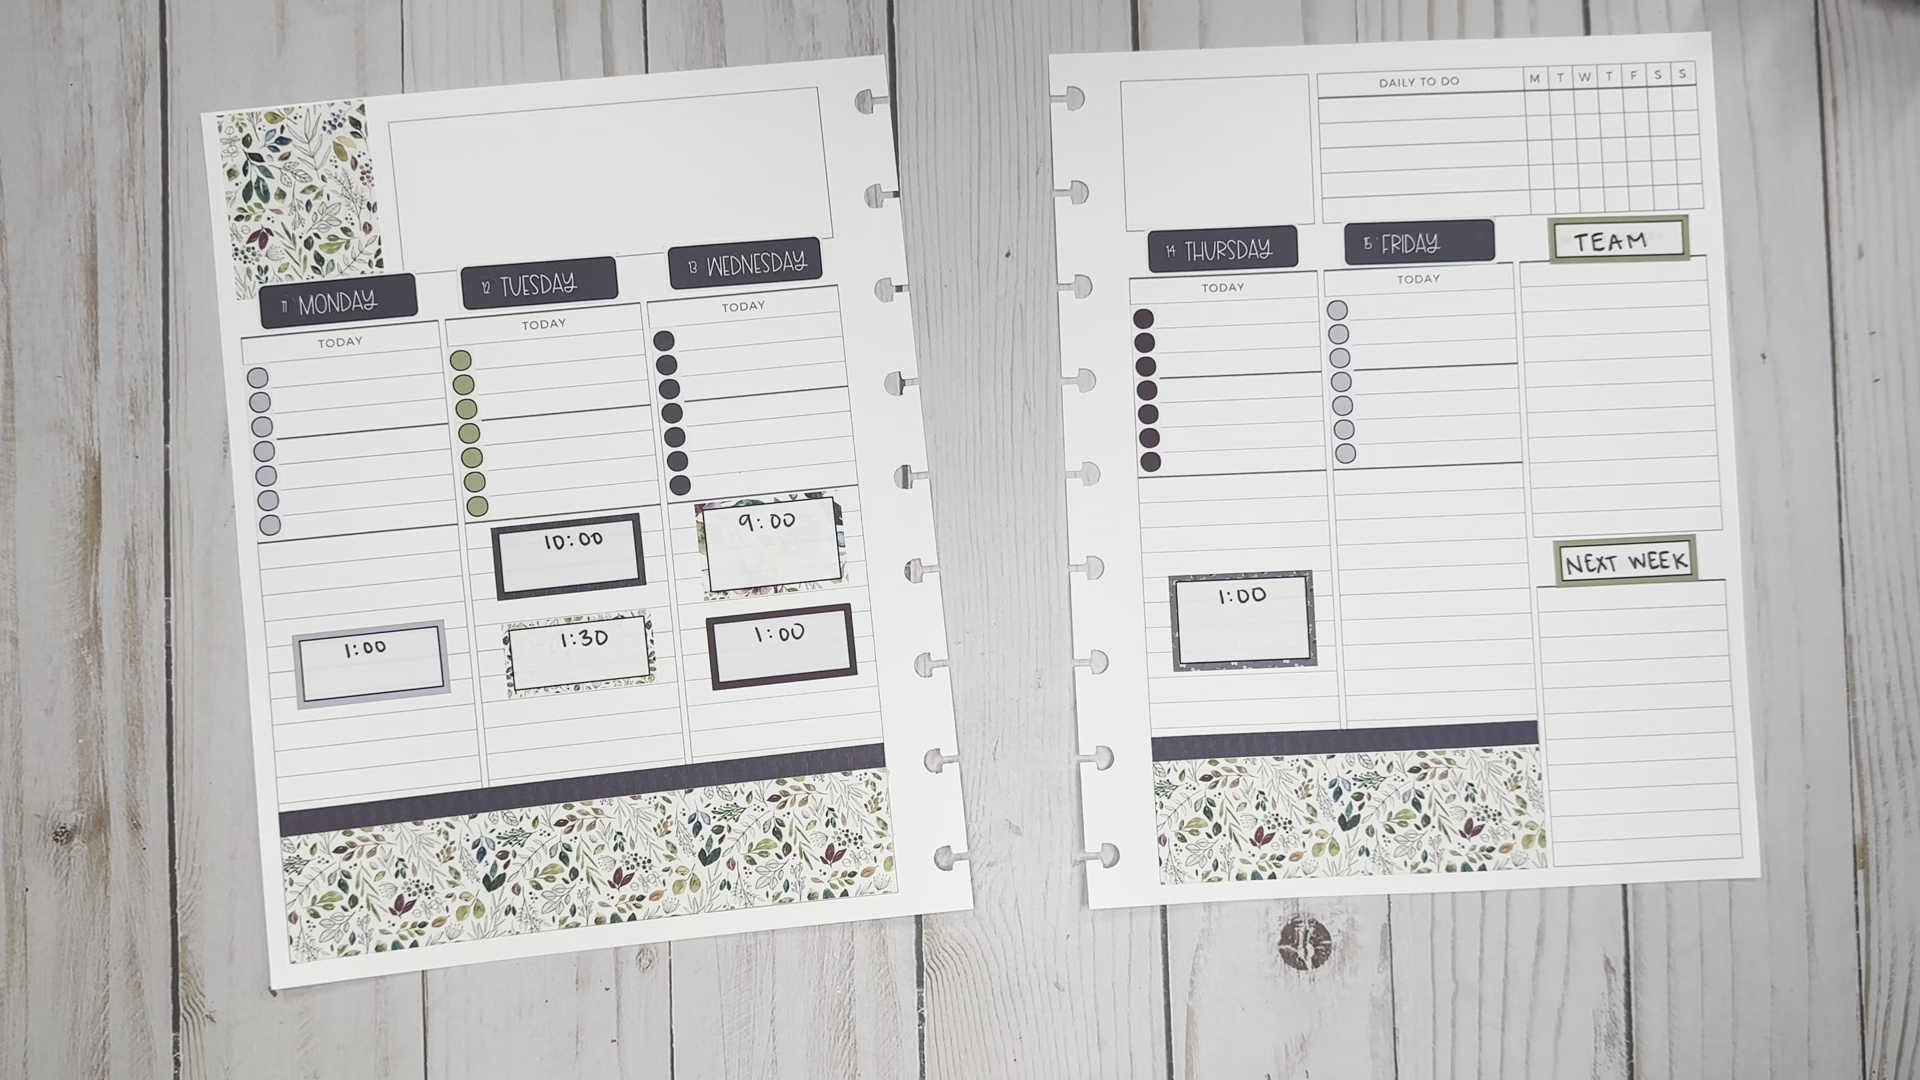 11 MONDAY
TODAY
1:00
12 TUESDAY
TODAY
10:00
1:30
13 WEDNESDAY
TODAY
9:00
1:00
DAILY TO DO M T W T F S S
14 THURSDAY
TODAY
1:00
15 FRIDAY
TODAY
TEAM
NEXT WEEK